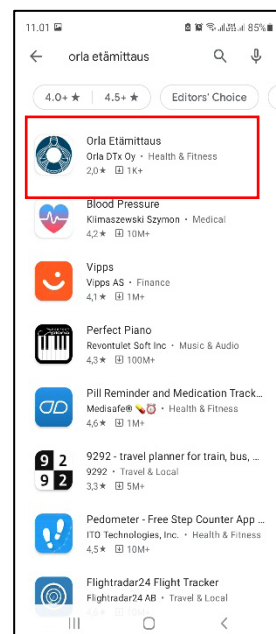 11.01 85%
orla etämittaus
4.0+ ★ 4.5+ ★ Editors' Choice
Orla Etämittaus
Orla DTx Oy • Health & Fitness
2,0★ 1K+
Blood Pressure
Klimaszewski Szymon • Medical
4,2★ 10M+
Vipps
Vipps AS • Finance
4,1★ 1M+
Perfect Piano
Revontulet Soft Inc • Music & Audio
4,3★ 100M+
Pill Reminder and Medication Track...
Medisafe® 💊⏰ • Health & Fitness
4,6★ 1M+
9292 - travel planner for train, bus, ...
9292 • Travel & Local
3,3★ 5M+
Pedometer - Free Step Counter App ...
ITO Technologies, Inc. • Health & Fitness
4,5★ 10M+
Flightradar24 Flight Tracker
Flightradar24 AB • Travel & Local